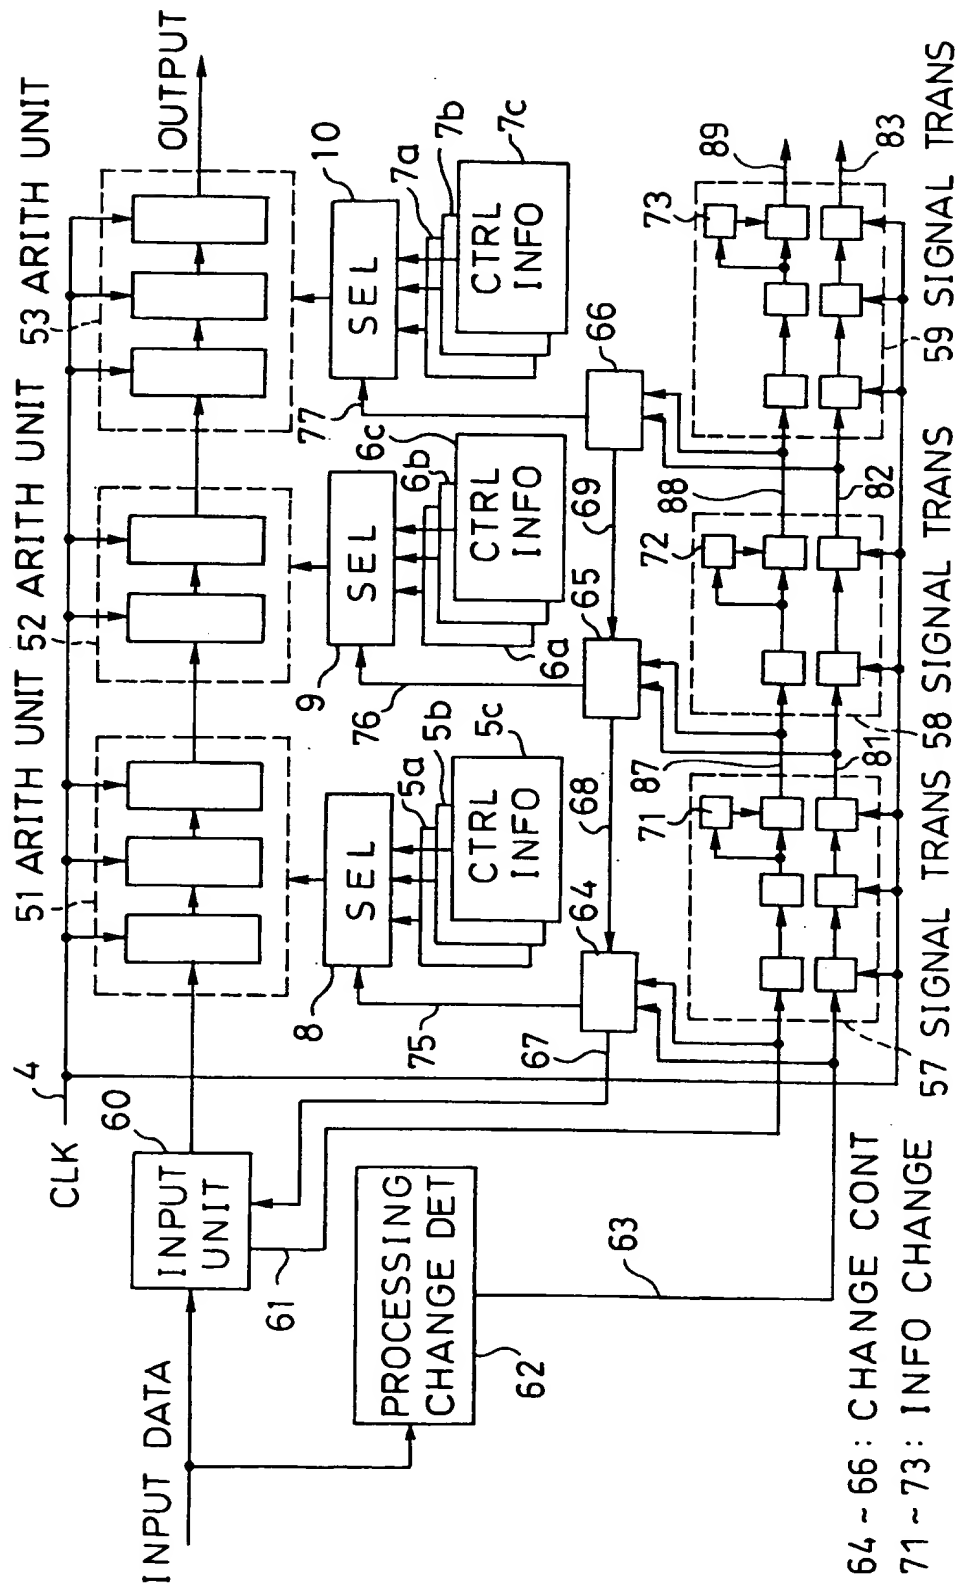 51 ARITH UNIT
52 ARITH UNIT
53 ARITH UNIT
OUTPUT
CLK
4
60
INPUT
UNIT
INPUT DATA
61
PROCESSING
CHANGE DET
62
63
8
SEL
5a
5b
5c
CTRL
INFO
75
9
SEL
6a
6b
6c
CTRL
INFO
76
10
SEL
7a
7b
7c
CTRL
INFO
77
64
65
66
67
68
69
71
72
73
87
88
89
81
82
83
57 SIGNAL TRANS
58 SIGNAL TRANS
59 SIGNAL TRANS
64 ~ 66 : CHANGE CONT
71 ~ 73 : INFO CHANGE